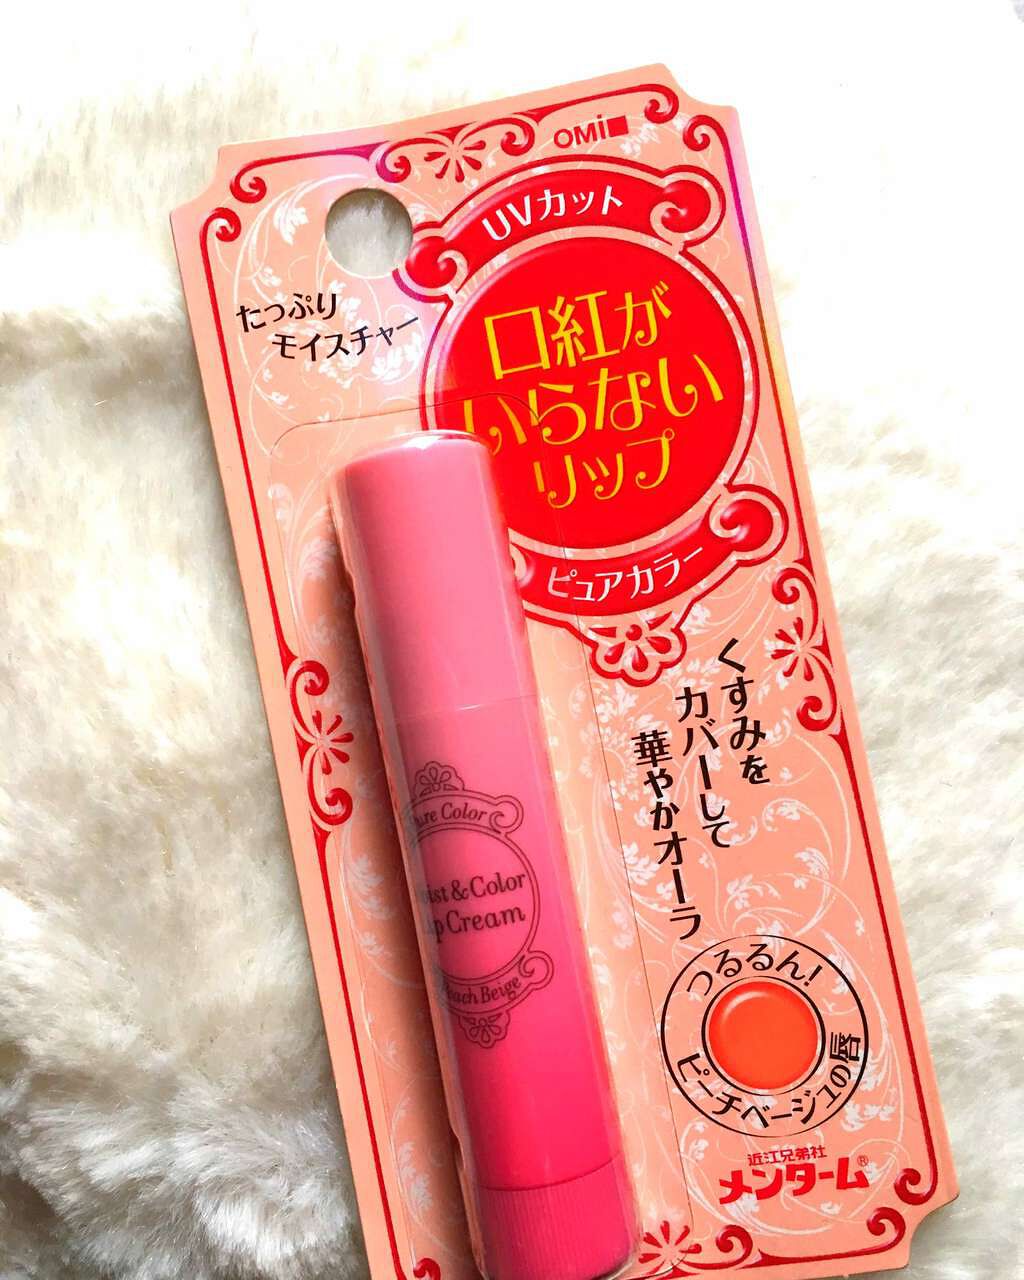 OMI
UVカット
たっぷり
モイスチャー
口紅が
いらない
リップ
ピュアカラー
くすみを
カバーして
華やかオーラ
Pure Color
Moist & Color
Lip Cream
Peach Beige
つるるん!
ピーチベージュの唇
近江兄弟社
メンターム®